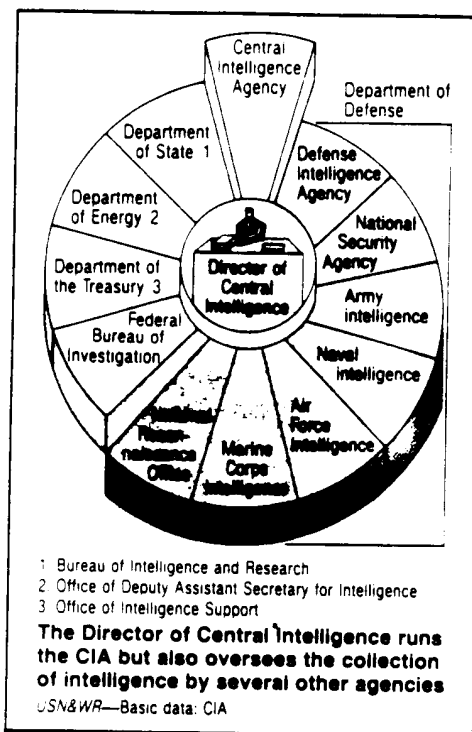 Central
Intelligence
Agency
Department of
Defense
Defense
Intelligence
Agency
National
Security
Agency
Army
intelligence
Naval
intelligence
Air
Force
Intelligence
Marine
Corps
Intelligence
National
Recon-
naissance
Office
Federal
Bureau of
Investigation
Department of
the Treasury 3
Department
of Energy 2
Department
of State 1
Director of
Central
Intelligence
1 Bureau of Intelligence and Research
2. Office of Deputy Assistant Secretary for Intelligence
3 Office of Intelligence Support
The Director of Central Intelligence runs
the CIA but also oversees the collection
of intelligence by several other agencies
USN&WR—Basic data: CIA